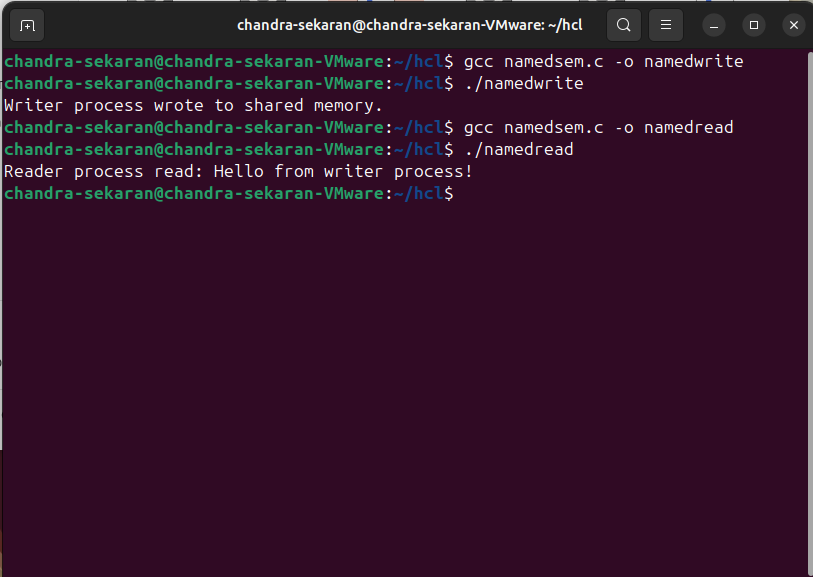 chandra-sekaran@chandra-sekaran-VMware: ~/hcl
chandra-sekaran@chandra-sekaran-VMware:~/hcl$ gcc namedsem.c -o namedwrite
chandra-sekaran@chandra-sekaran-VMware:~/hcl$ ./namedwrite
Writer process wrote to shared memory.
chandra-sekaran@chandra-sekaran-VMware:~/hcl$ gcc namedsem.c -o namedread
chandra-sekaran@chandra-sekaran-VMware:~/hcl$ ./namedread
Reader process read: Hello from writer process!
chandra-sekaran@chandra-sekaran-VMware:~/hcl$